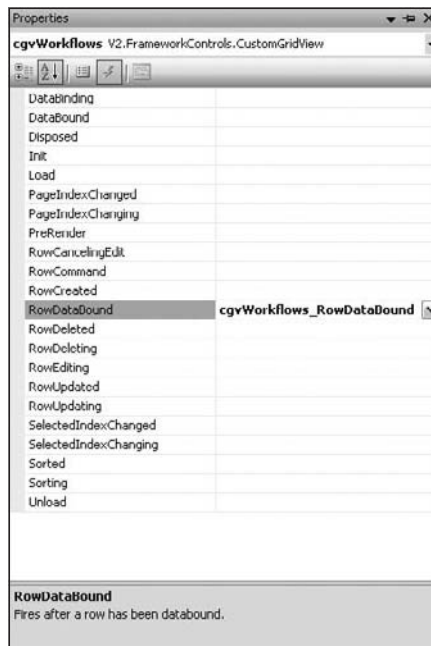 Properties
cgvWorkflows V2.FrameworkControls.CustomGridView
DataBinding
DataBound
Disposed
Init
Load
PageIndexChanged
PageIndexChanging
PreRender
RowCancelingEdit
RowCommand
RowCreated
RowDataBound cgvWorkflows_RowDataBound
RowDeleted
RowDeleting
RowEditing
RowUpdated
RowUpdating
SelectedIndexChanged
SelectedIndexChanging
Sorted
Sorting
Unload
RowDataBound
Fires after a row has been databound.